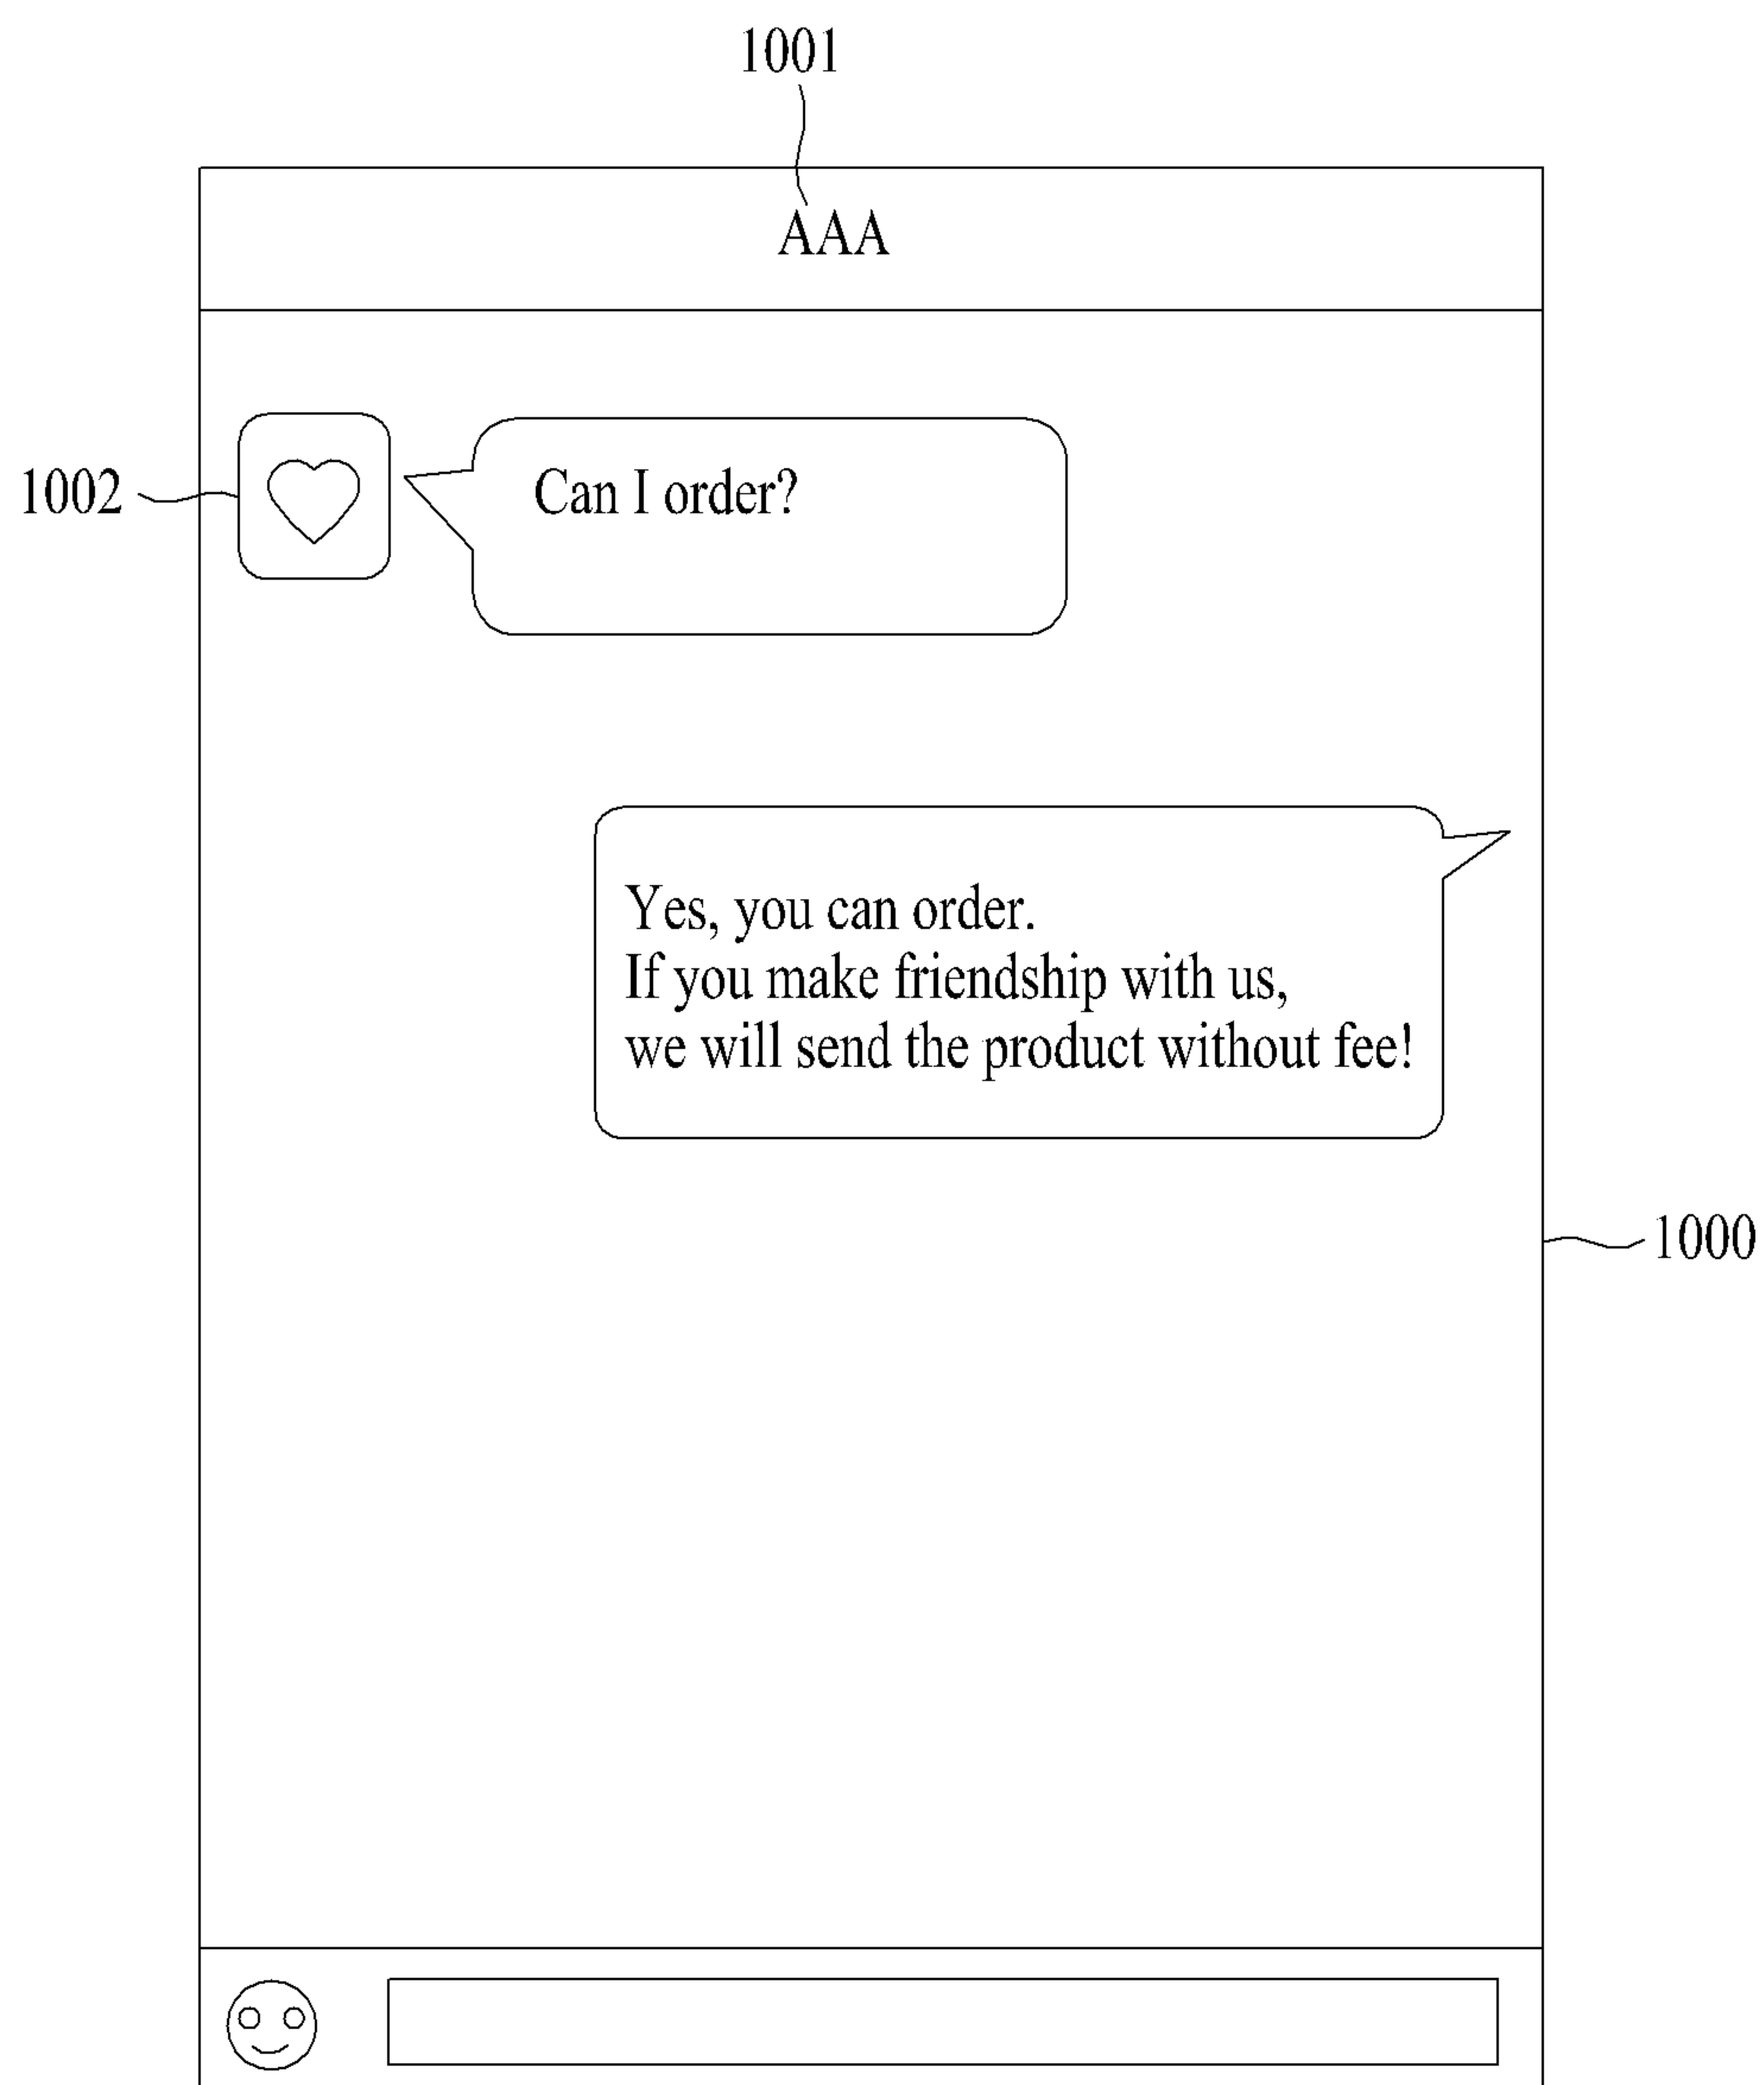 1001
AAA
1002
Can I order?
Yes, you can order.
If you make friendship with us,
we will send the product without fee!
1000